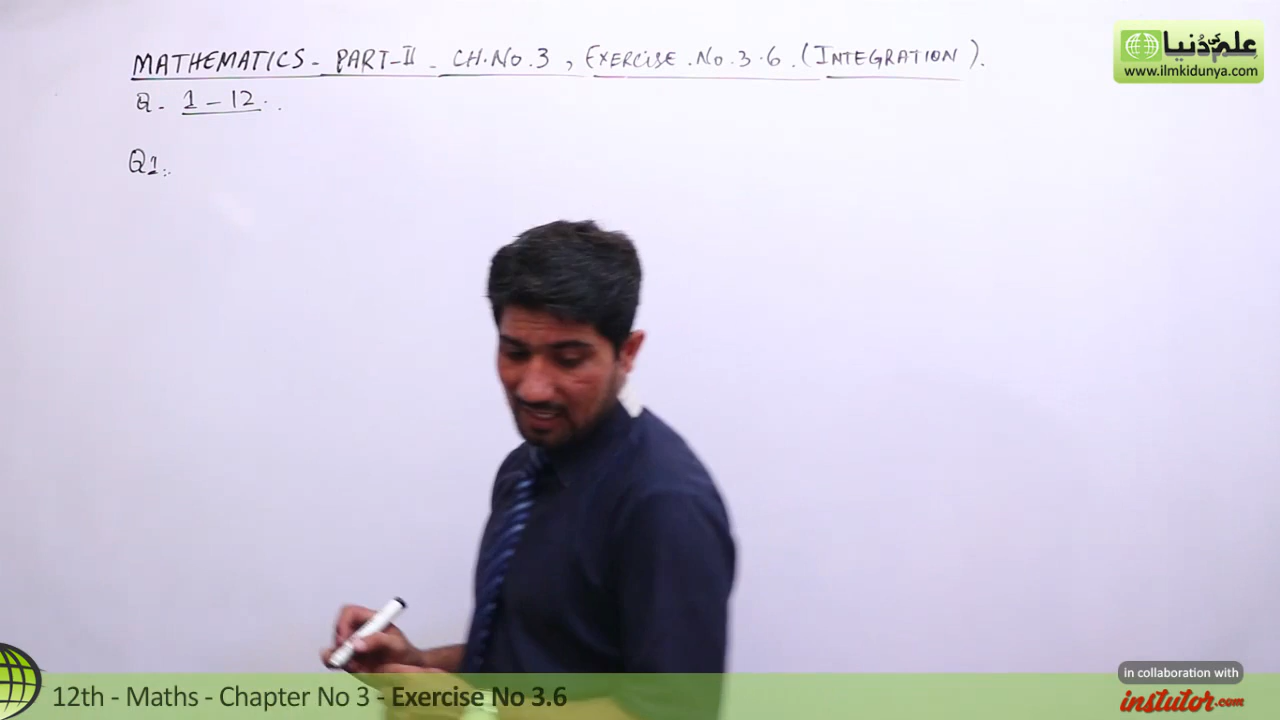 MATHEMATICS - PART-II - CH.No.3 , EXERCISE.No.3.6.(INTEGRATION).
Q. 1 - 12.
Q1:
علم کی دُنیا
www.ilmkidunya.com
in collaboration with
instutor.com
12th - Maths - Chapter No 3 - Exercise No 3.6